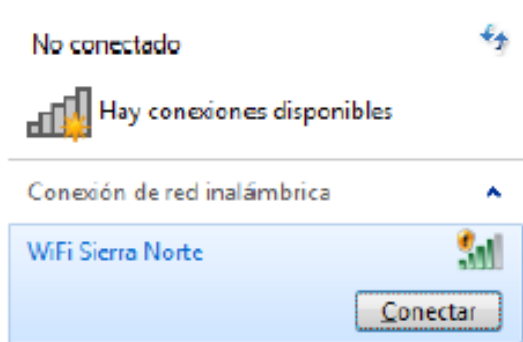 No conectado
Hay conexiones disponibles
Conexión de red inalámbrica
WiFi Sierra Norte
Conectar